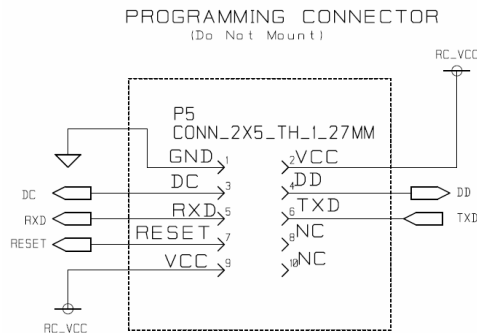 PROGRAMMING CONNECTOR
(Do Not Mount)
RC_VCC
P5
CONN_2X5_TH_1_27MM
GND 1 2 VCC
DC DC 3 4 DD DD
RXD RXD 5 6 TXD TXD
RESET RESET 7 8 NC
VCC 9 10 NC
RC_VCC